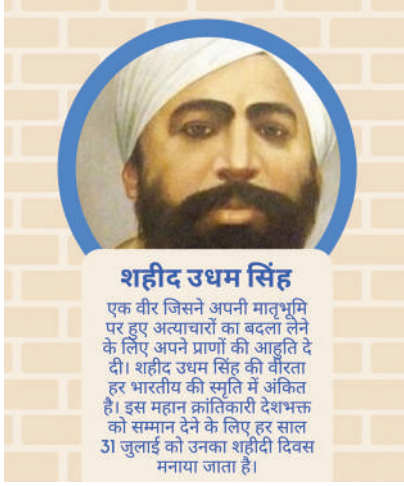 शहीद उधम सिंह
एक वीर जिसने अपनी मातृभूमि
पर हुए अत्याचारों का बदला लेने
के लिए अपने प्राणों की आहुति दे
दी। शहीद उधम सिंह की वीरता
हर भारतीय की स्मृति में अंकित
है। इस महान क्रांतिकारी देशभक्त
को सम्मान देने के लिए हर साल
31 जुलाई को उनका शहीदी दिवस
मनाया जाता है।